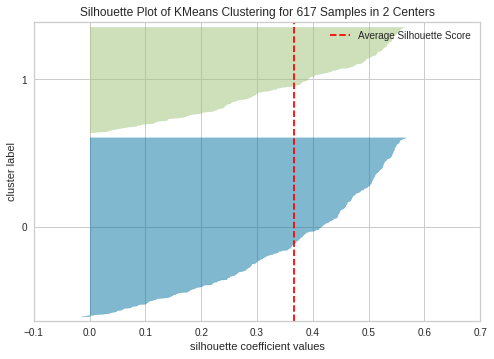 Silhouette Plot of KMeans Clustering for 617 Samples in 2 Centers
Average Silhouette Score
1
0
cluster label
-0.1 0.0 0.1 0.2 0.3 0.4 0.5 0.6 0.7
silhouette coefficient values